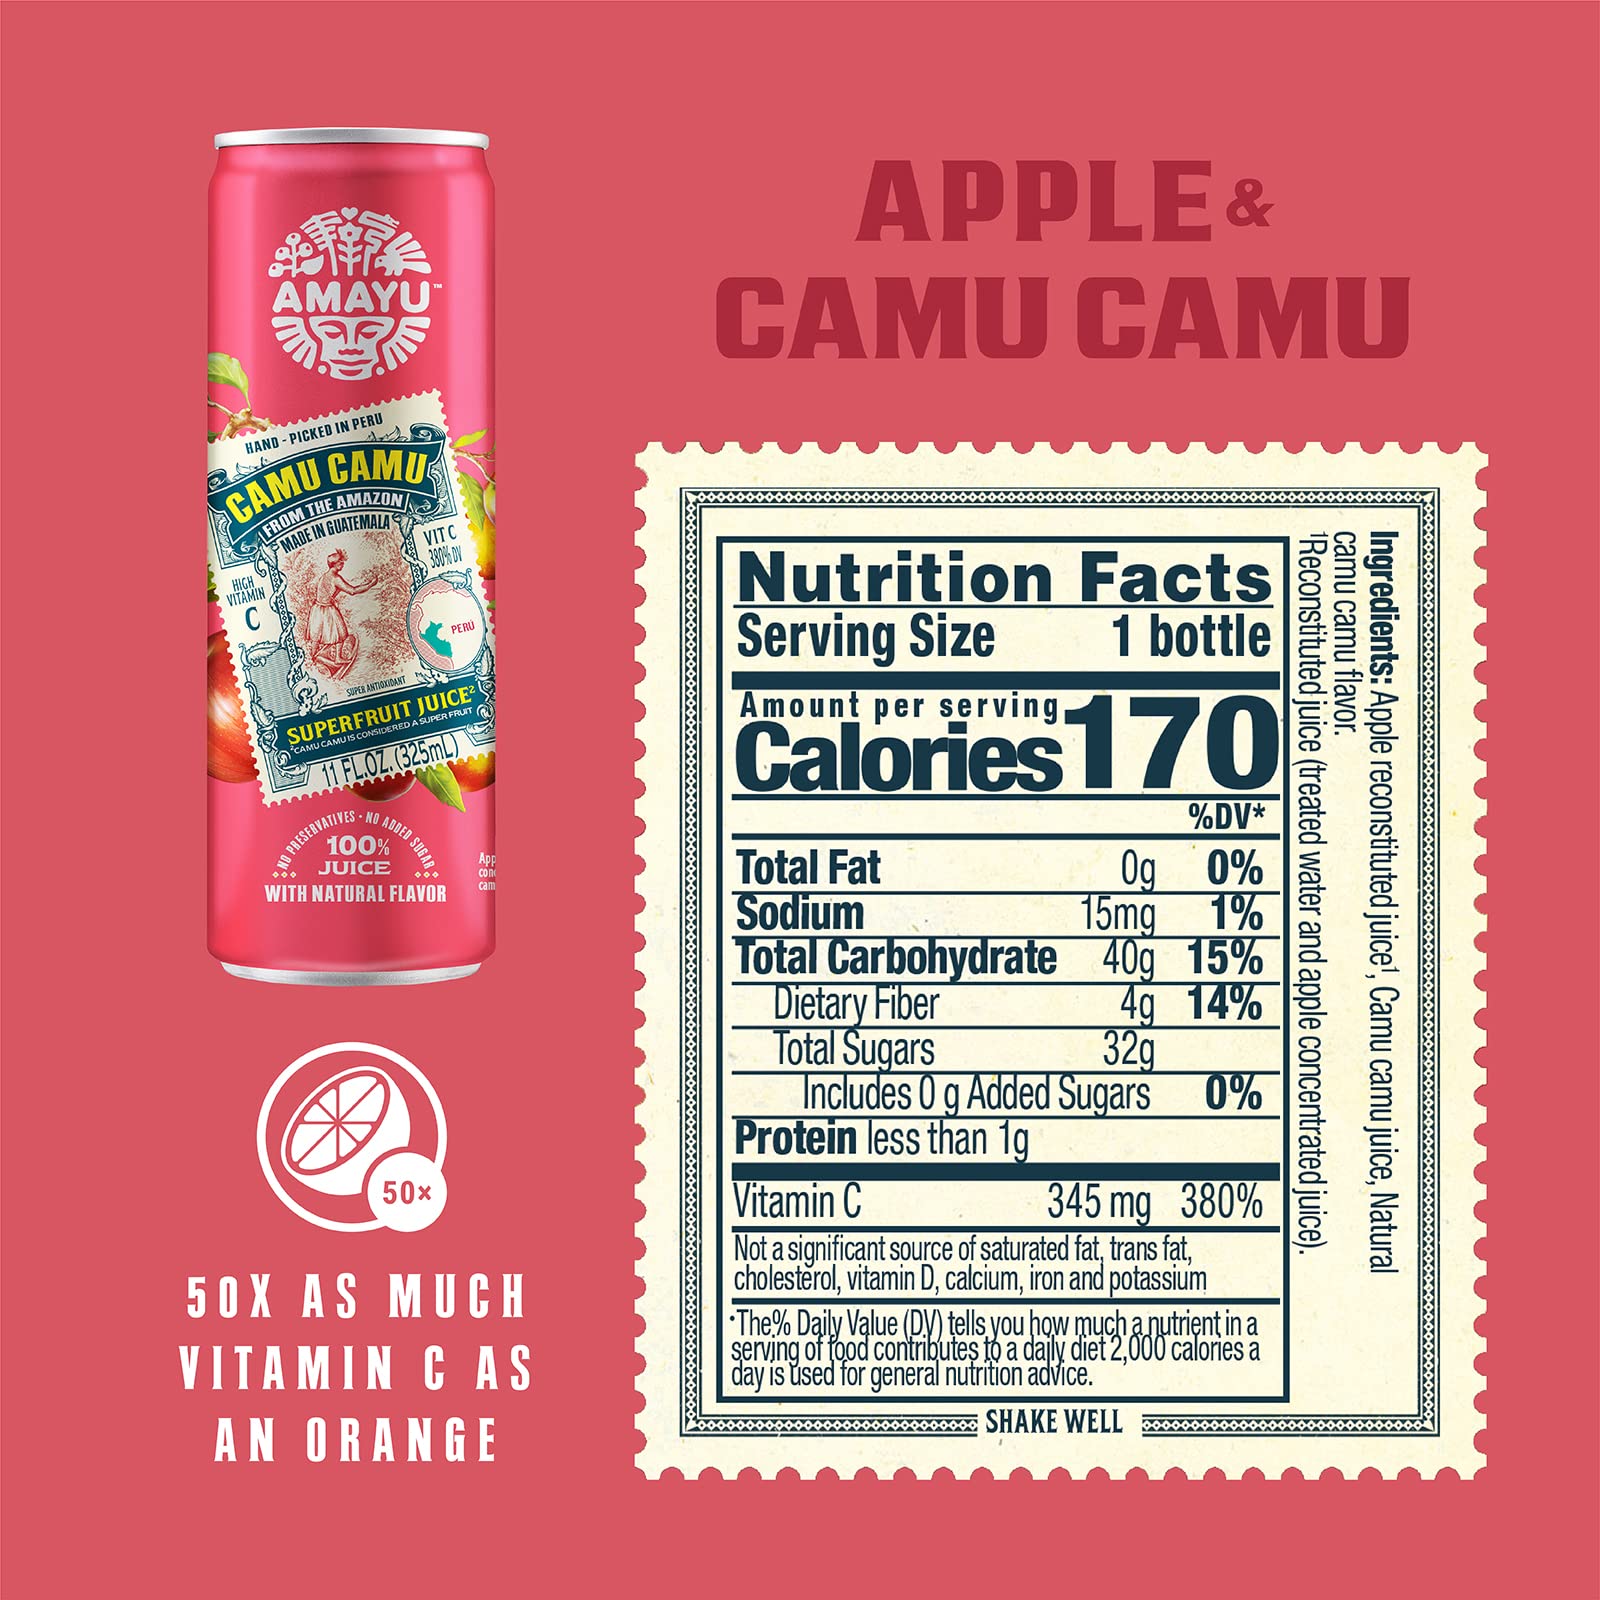 AMAYU™
HAND - PICKED IN PERU
CAMU CAMU
FROM THE AMAZON
MADE IN GUATEMALA
VIT C
380% DV
HIGH
VITAMIN
C
PERÚ
SUPER ANTIOXIDANT
SUPERFRUIT JUICE²
²CAMU CAMU IS CONSIDERED A SUPER FRUIT
11 FL.OZ. (325mL)
NO PRESERVATIVES • NO ADDED SUGAR
100%
JUICE
WITH NATURAL FLAVOR
50×
50X AS MUCH
VITAMIN C AS
AN ORANGE
APPLE &
CAMU CAMU
Nutrition Facts
Serving Size 1 bottle
Amount per serving
Calories 170
%DV*
Total Fat 0g 0%
Sodium 15mg 1%
Total Carbohydrate 40g 15%
Dietary Fiber 4g 14%
Total Sugars 32g
Includes 0 g Added Sugars 0%
Protein less than 1g
Vitamin C 345 mg 380%
Not a significant source of saturated fat, trans fat,
cholesterol, vitamin D, calcium, iron and potassium
*The% Daily Value (DV) tells you how much a nutrient in a
serving of food contributes to a daily diet 2,000 calories a
day is used for general nutrition advice.
Ingredients: Apple reconstituted juice¹, Camu camu juice, Natural
camu camu flavor.
¹Reconstituted juice (treated water and apple concentrated juice).
SHAKE WELL